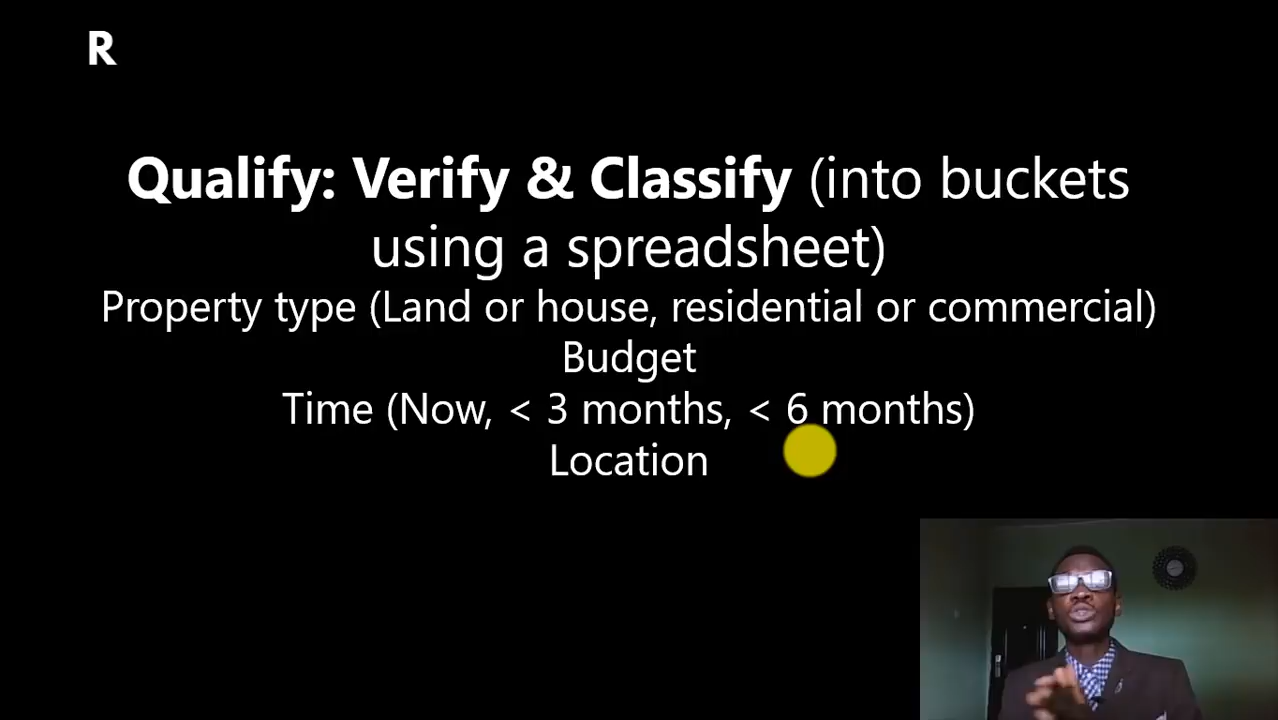 R
Qualify: Verify & Classify (into buckets
using a spreadsheet)
Property type (Land or house, residential or commercial)
Budget
Time (Now, < 3 months, < 6 months)
Location